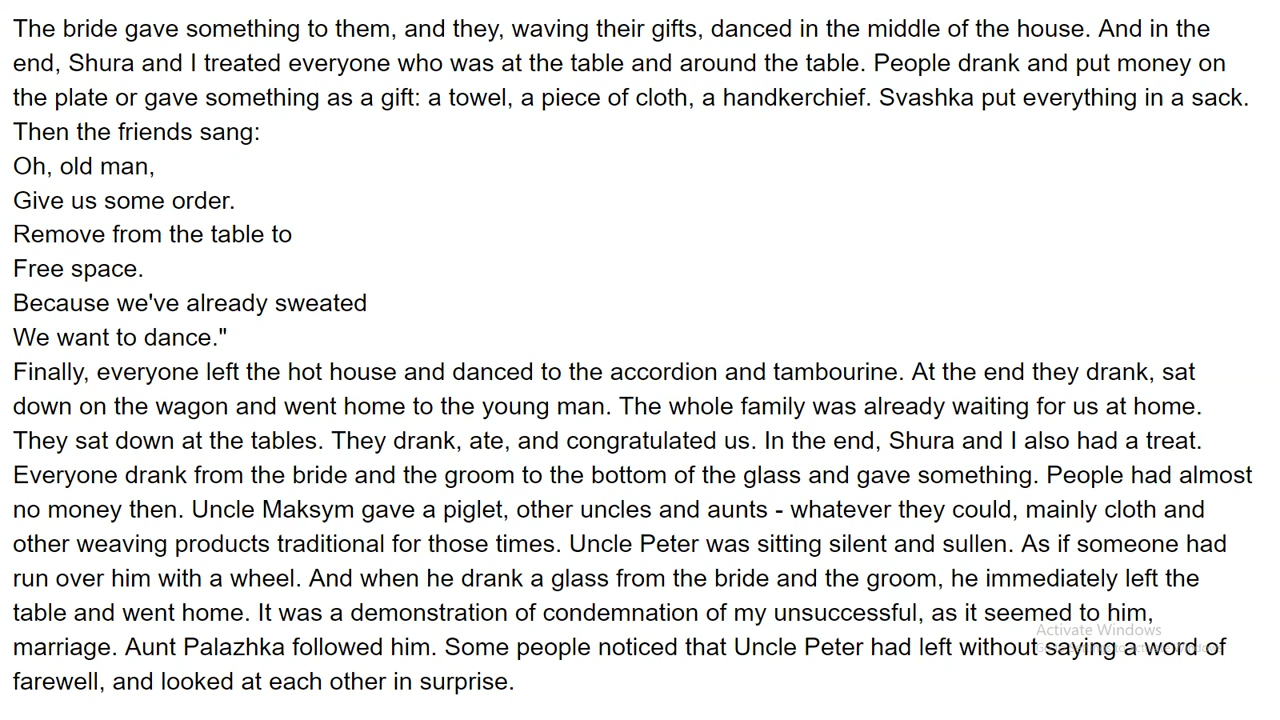 The bride gave something to them, and they, waving their gifts, danced in the middle of the house. And in the
end, Shura and I treated everyone who was at the table and around the table. People drank and put money on
the plate or gave something as a gift: a towel, a piece of cloth, a handkerchief. Svashka put everything in a sack.
Then the friends sang:
Oh, old man,
Give us some order.
Remove from the table to
Free space.
Because we've already sweated
We want to dance."
Finally, everyone left the hot house and danced to the accordion and tambourine. At the end they drank, sat
down on the wagon and went home to the young man. The whole family was already waiting for us at home.
They sat down at the tables. They drank, ate, and congratulated us. In the end, Shura and I also had a treat.
Everyone drank from the bride and the groom to the bottom of the glass and gave something. People had almost
no money then. Uncle Maksym gave a piglet, other uncles and aunts - whatever they could, mainly cloth and
other weaving products traditional for those times. Uncle Peter was sitting silent and sullen. As if someone had
run over him with a wheel. And when he drank a glass from the bride and the groom, he immediately left the
table and went home. It was a demonstration of condemnation of my unsuccessful, as it seemed to him,
marriage. Aunt Palazhka followed him. Some people noticed that Uncle Peter had left without saying a word of
farewell, and looked at each other in surprise.
Activate Windows